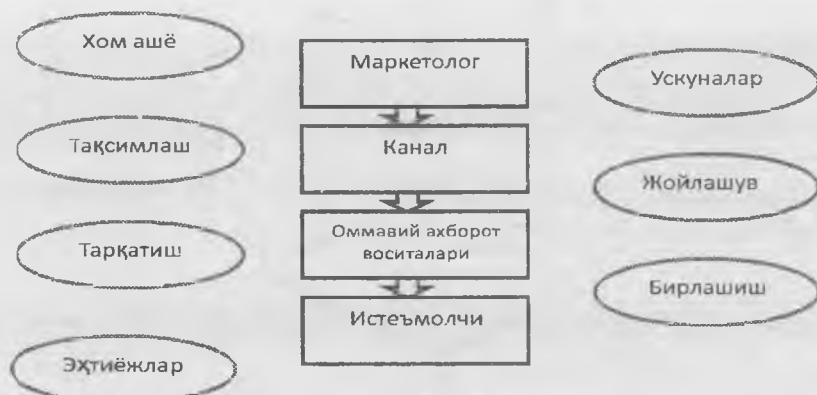 Хом ашё
Тақсимлаш
Тарқатиш
Эҳтиёжлар
Маркетолог
Канал
Оммавий ахборот
воситалари
Истеъмолчи
Ускуналар
Жойлашув
Бирлашиш